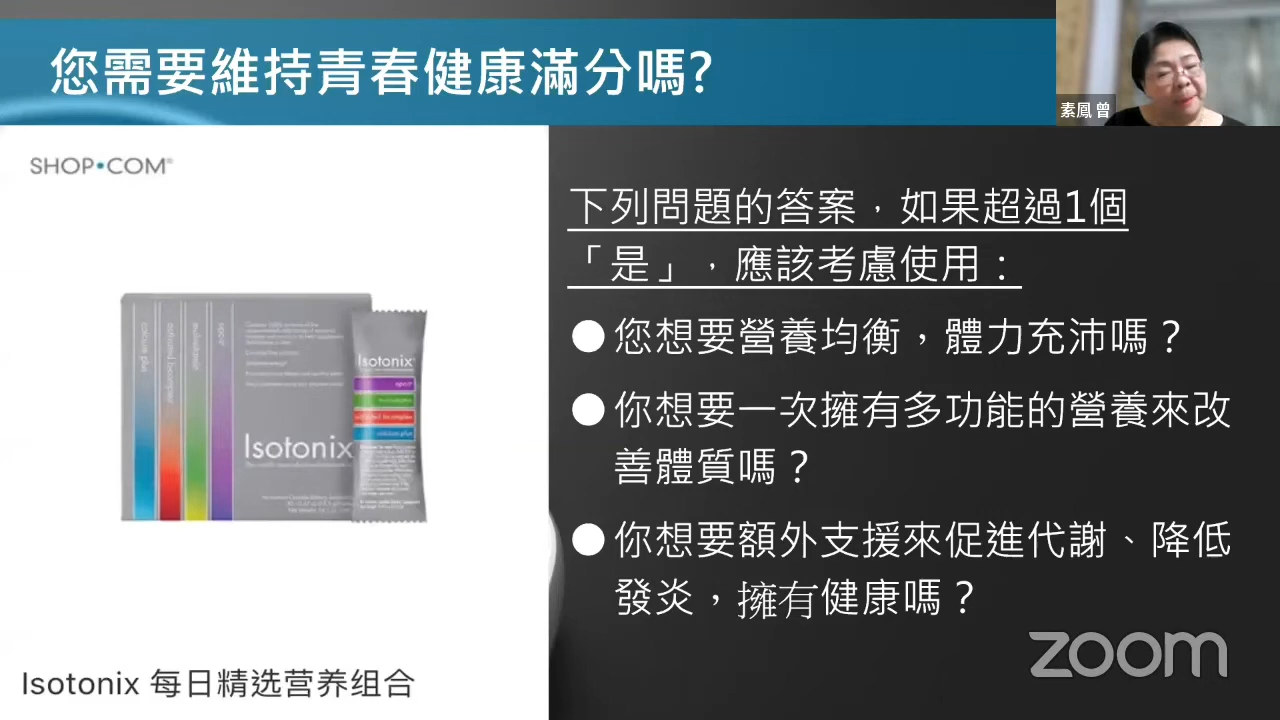 您需要維持青春健康滿分嗎?
素鳳 曾
SHOP•COM®
下列問題的答案，如果超過1個
「是」，應該考慮使用：
●您想要營養均衡，體力充沛嗎？
●你想要一次擁有多功能的營養來改
善體質嗎？
●你想要額外支援來促進代謝、降低
發炎，擁有健康嗎？
Isotonix
Isotonix
Isotonix 每日精选营养组合
zoom